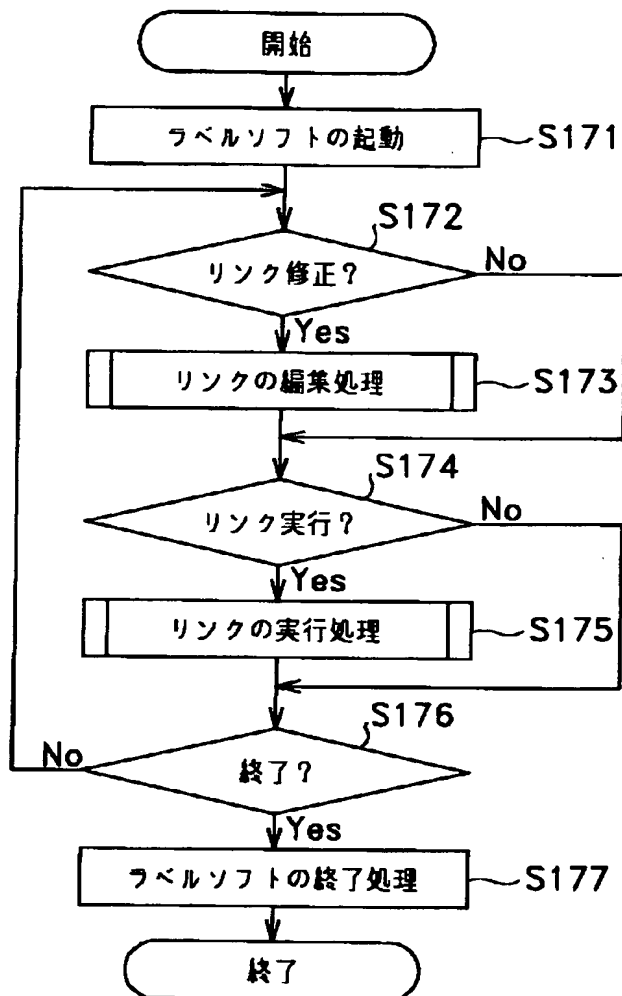 開始
ラベルソフトの起動 S171
S172
リンク修正? No
Yes
リンクの編集処理 S173
S174
リンク実行? No
Yes
リンクの実行処理 S175
S176
No 終了?
Yes
ラベルソフトの終了処理 S177
終了